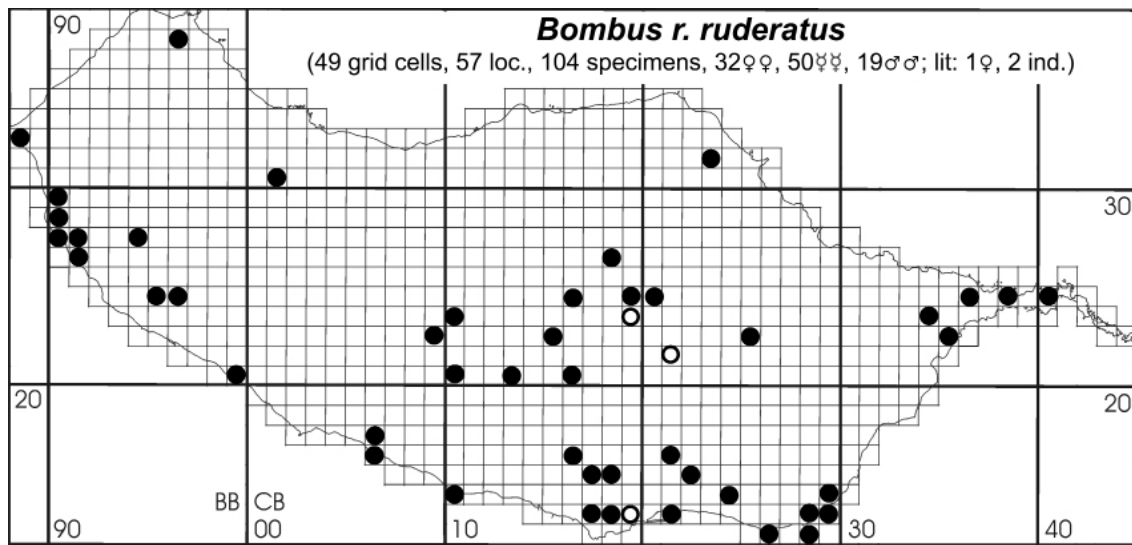 Bombus r. ruderatus
(49 grid cells, 57 loc., 104 specimens, 32♀♀, 50☿☿, 19♂♂; lit: 1♀, 2 ind.)
90
30
20
20
BB CB
90 00 10 30 40